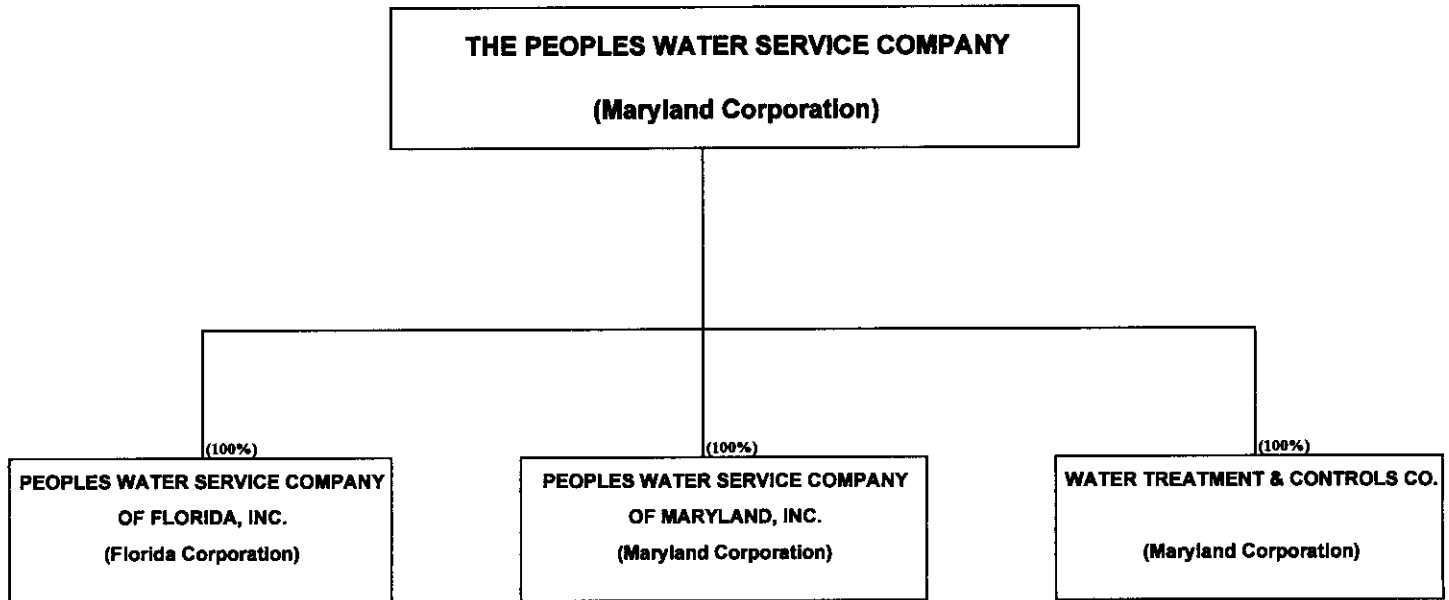 THE PEOPLES WATER SERVICE COMPANY
(Maryland Corporation)
(100%)
PEOPLES WATER SERVICE COMPANY
OF FLORIDA, INC.
(Florida Corporation)
(100%)
PEOPLES WATER SERVICE COMPANY
OF MARYLAND, INC.
(Maryland Corporation)
(100%)
WATER TREATMENT & CONTROLS CO.
(Maryland Corporation)